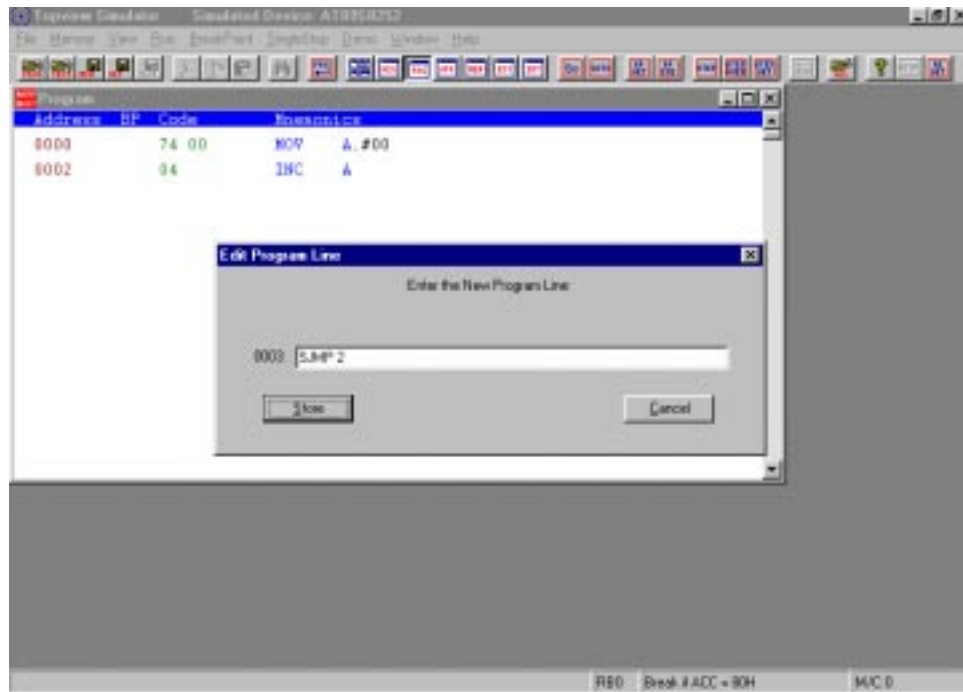 Topview Simulator Simulated Device: AT89S8252
File Memory View Run BreakPoint SingleStep Demo Window Help
Program
Address BP Code Mnemonics
0000 74 00 MOV A,#00
0002 04 INC A
Edit Program Line
Enter the New Program Line
0003 SJMP 2
Store Cancel
RB0 Break if ACC = 80H M/C 0